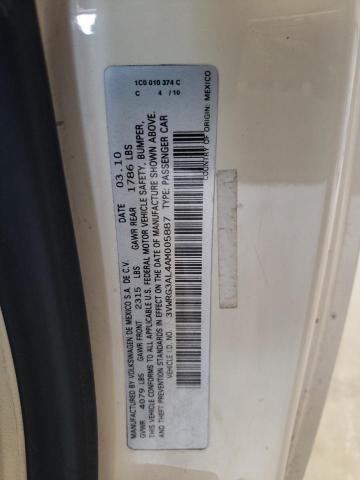 MANUFACTURED BY VOLKSWAGEN DE MEXICO S.A. DE C.V. DATE 03.10
GVWR 4079 LBS GAWR FRONT 2315 LBS GAWR REAR 1786 LBS
THIS VEHICLE CONFORMS TO ALL APPLICABLE U.S. FEDERAL MOTOR VEHICLE SAFETY, BUMPER,
AND THEFT PREVENTION STANDARDS IN EFFECT ON THE DATE OF MANUFACTURE SHOWN ABOVE.
VEHICLE I.D. NO. : 3VWRG3AL4AM005887 TYPE: PASSENGER CAR
COUNTRY OF ORIGIN: MEXICO
1C0 010 374 C
C 4 /10